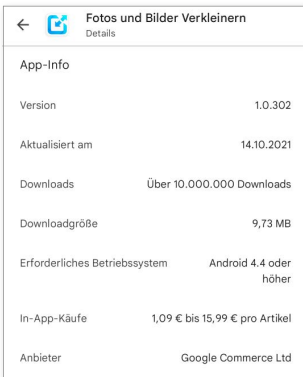 Fotos und Bilder Verkleinern
Details
App-Info
Version 1.0.302
Aktualisiert am 14.10.2021
Downloads Über 10.000.000 Downloads
Downloadgröße 9,73 MB
Erforderliches Betriebssystem Android 4.4 oder
höher
In-App-Käufe 1,09 € bis 15,99 € pro Artikel
Anbieter Google Commerce Ltd